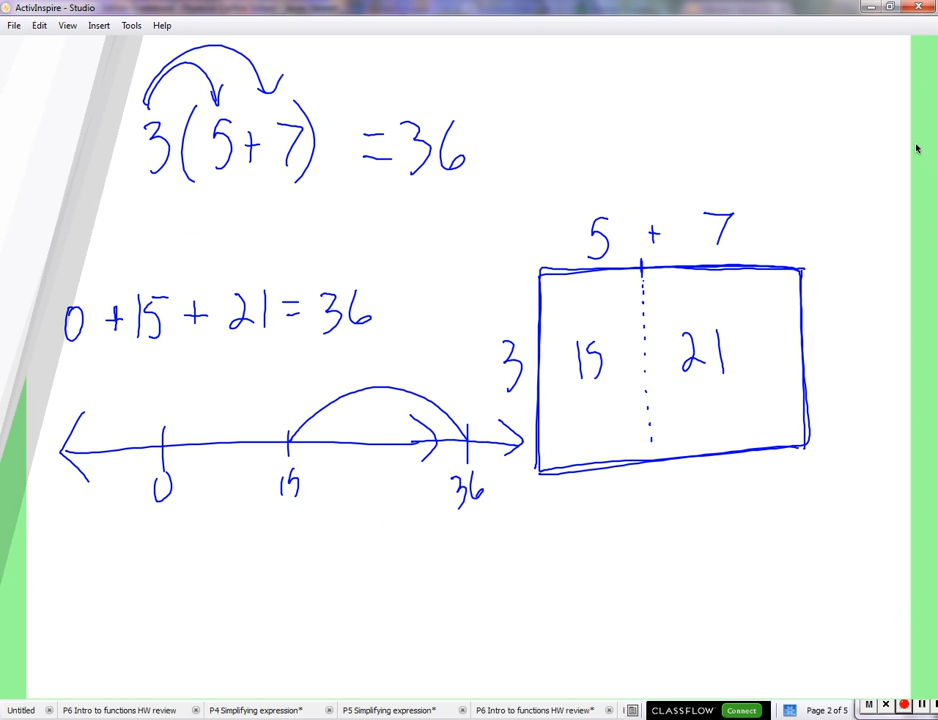 ActivInspire - Studio
File Edit View Insert Tools Help
3(5+7) =36
5 + 7
0 +15 + 21 = 36
3 15 21
0 15 36
Untitled P6 Intro to functions HW review P4 Simplifying expression* P5 Simplifying expression* P6 Intro to functions HW review* CLASSFLOW Connect Page 2 of 5 M